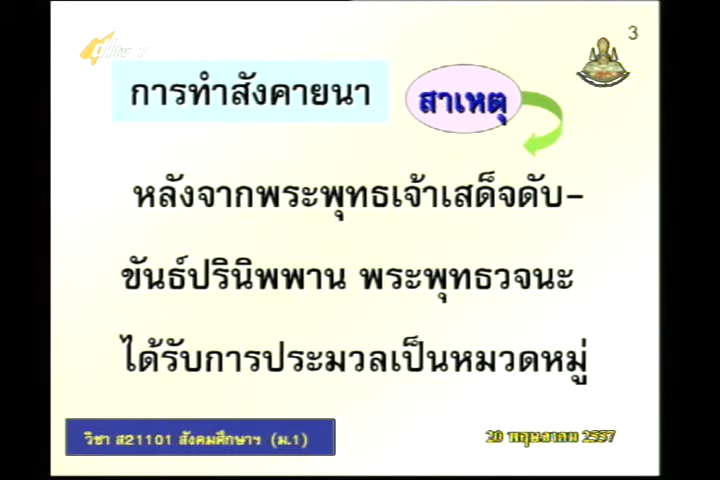 3
การทำสังคายนา
สาเหตุ
หลังจากพระพุทธเจ้าเสด็จดับ-
ขันธ์ปรินิพพาน พระพุทธวจนะ
ได้รับการประมวลเป็นหมวดหมู่
วิชา ส21101 สังคมศึกษาฯ (ม.1)
20 พฤษภาคม 2557